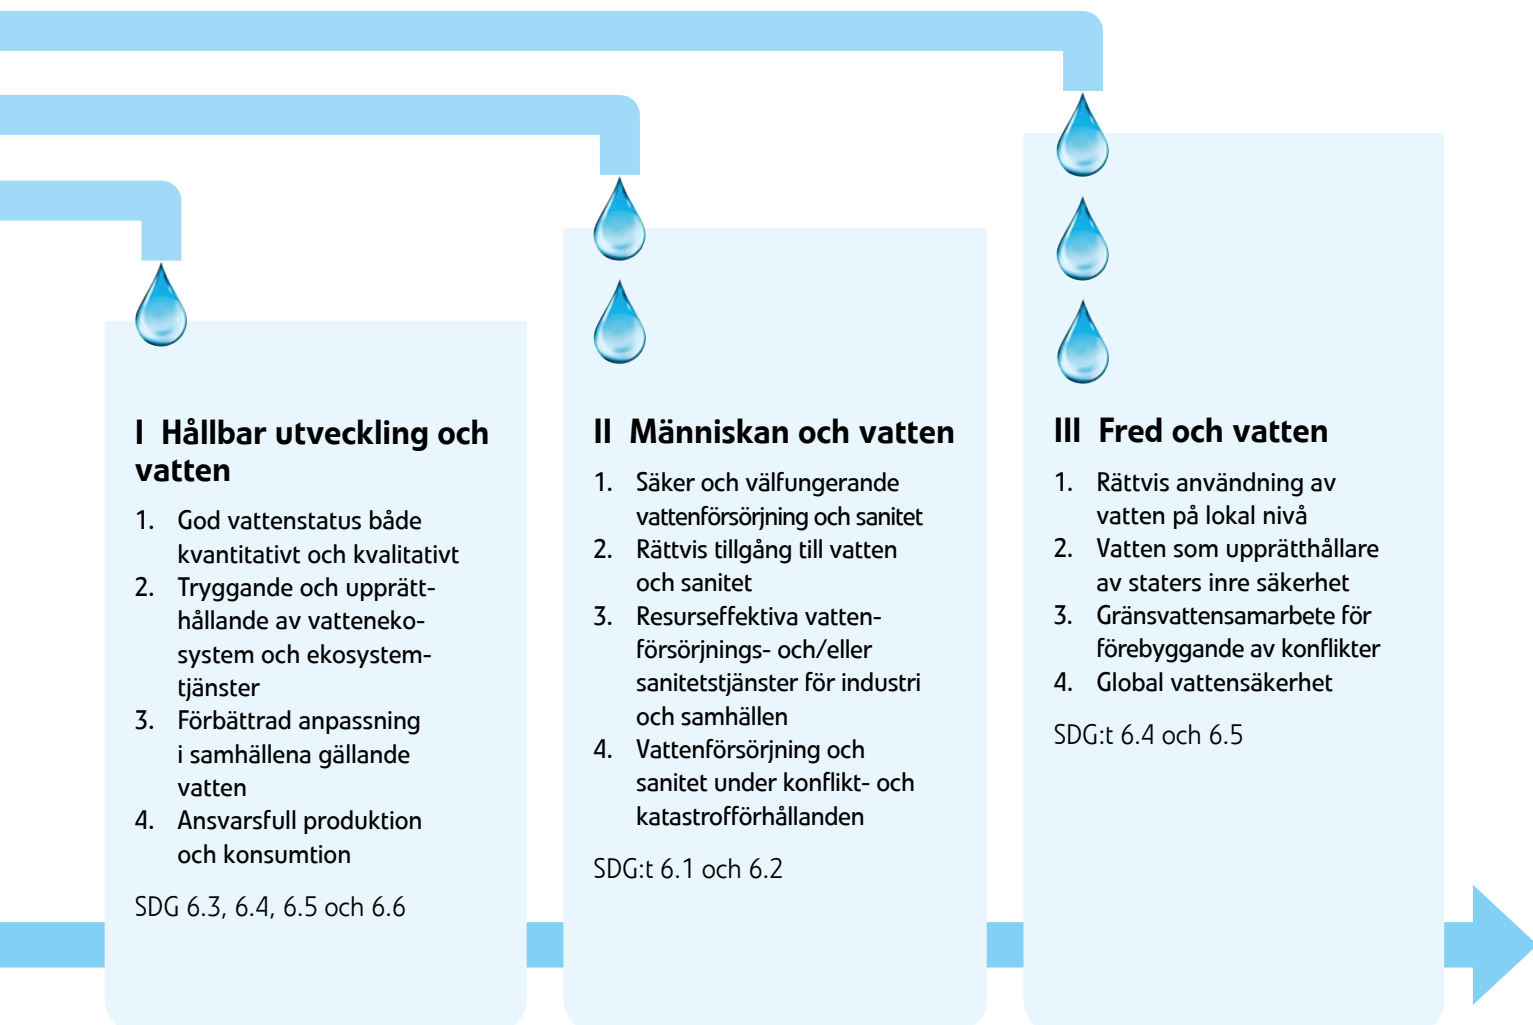 I Hållbar utveckling och
vatten
1. God vattenstatus både
kvantitativt och kvalitativt
2. Tryggande och upprätt-
hållande av vatteneko-
system och ekosystem-
tjänster
3. Förbättrad anpassning
i samhällena gällande
vatten
4. Ansvarsfull produktion
och konsumtion
SDG 6.3, 6.4, 6.5 och 6.6
II Människan och vatten
1. Säker och välfungerande
vattenförsörjning och sanitet
2. Rättvis tillgång till vatten
och sanitet
3. Resurseffektiva vatten-
försörjnings- och/eller
sanitetstjänster för industri
och samhällen
4. Vattenförsörjning och
sanitet under konflikt- och
katastrofförhållanden
SDG:t 6.1 och 6.2
III Fred och vatten
1. Rättvis användning av
vatten på lokal nivå
2. Vatten som upprätthållare
av staters inre säkerhet
3. Gränsvattensamarbete för
förebyggande av konflikter
4. Global vattensäkerhet
SDG:t 6.4 och 6.5